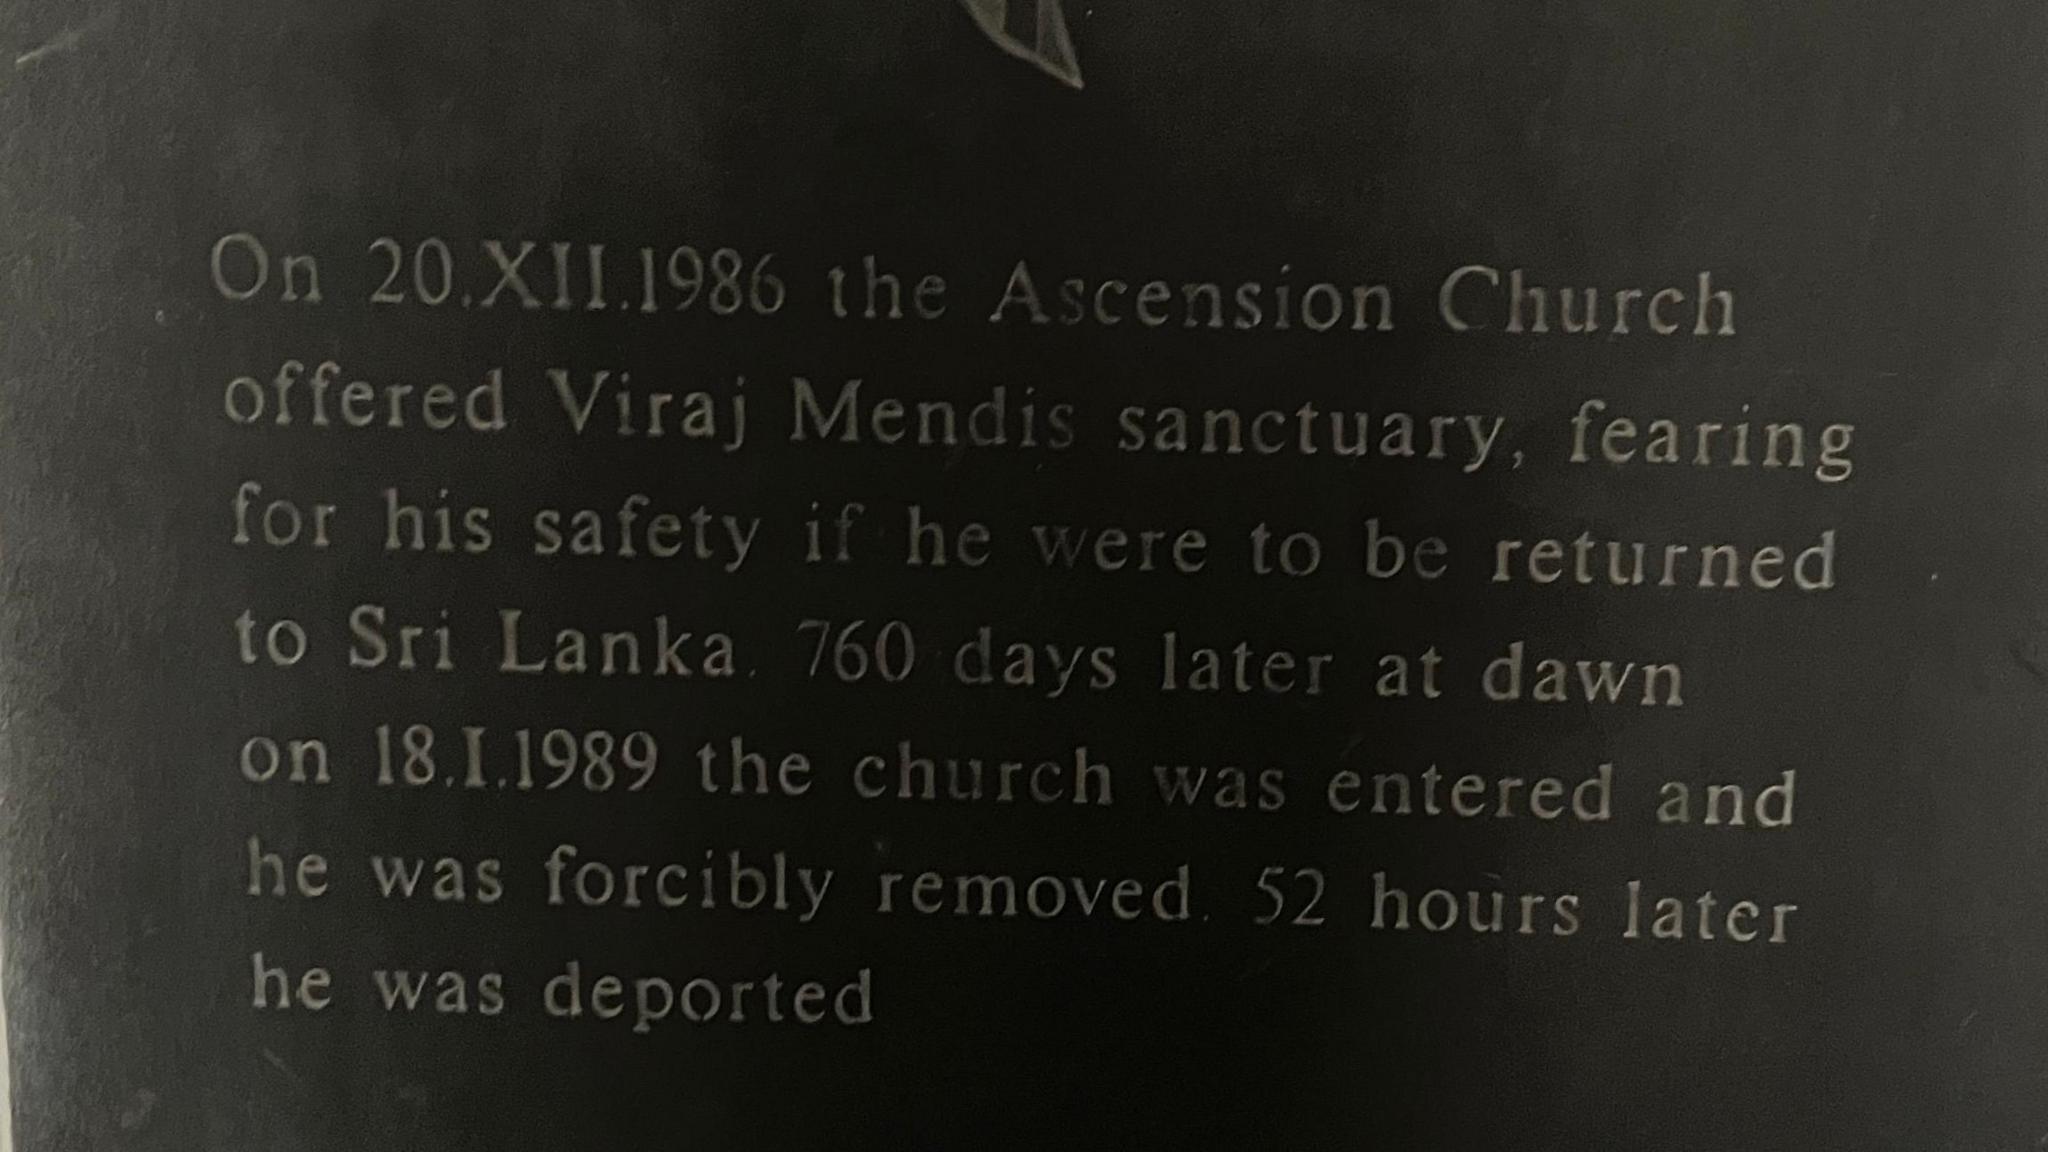 On 20.XII.1986 the Ascension Church
offered Viraj Mendis sanctuary, fearing
for his safety if he were to be returned
to Sri Lanka. 760 days later at dawn
on 18.I.1989 the church was entered and
he was forcibly removed. 52 hours later
he was deported